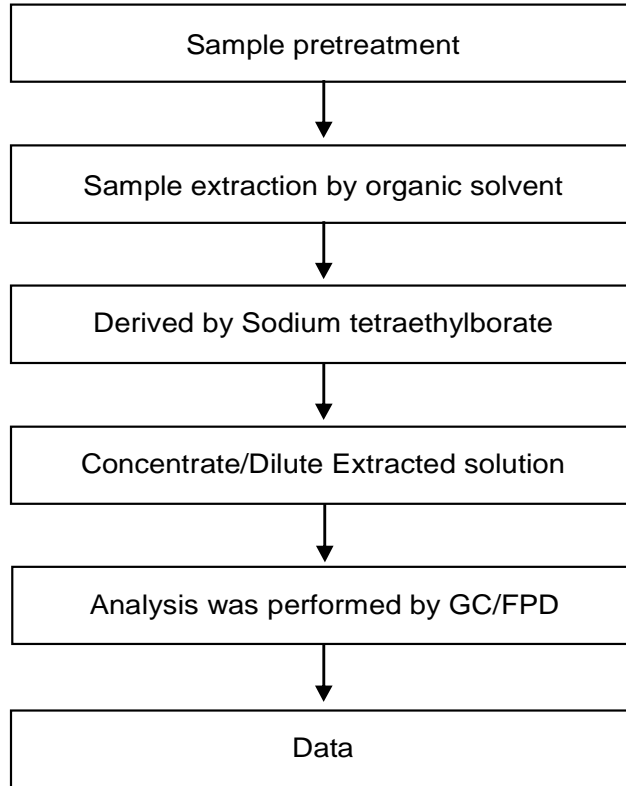 Sample pretreatment
Sample extraction by organic solvent
Derived by Sodium tetraethylborate
Concentrate/Dilute Extracted solution
Analysis was performed by GC/FPD
Data